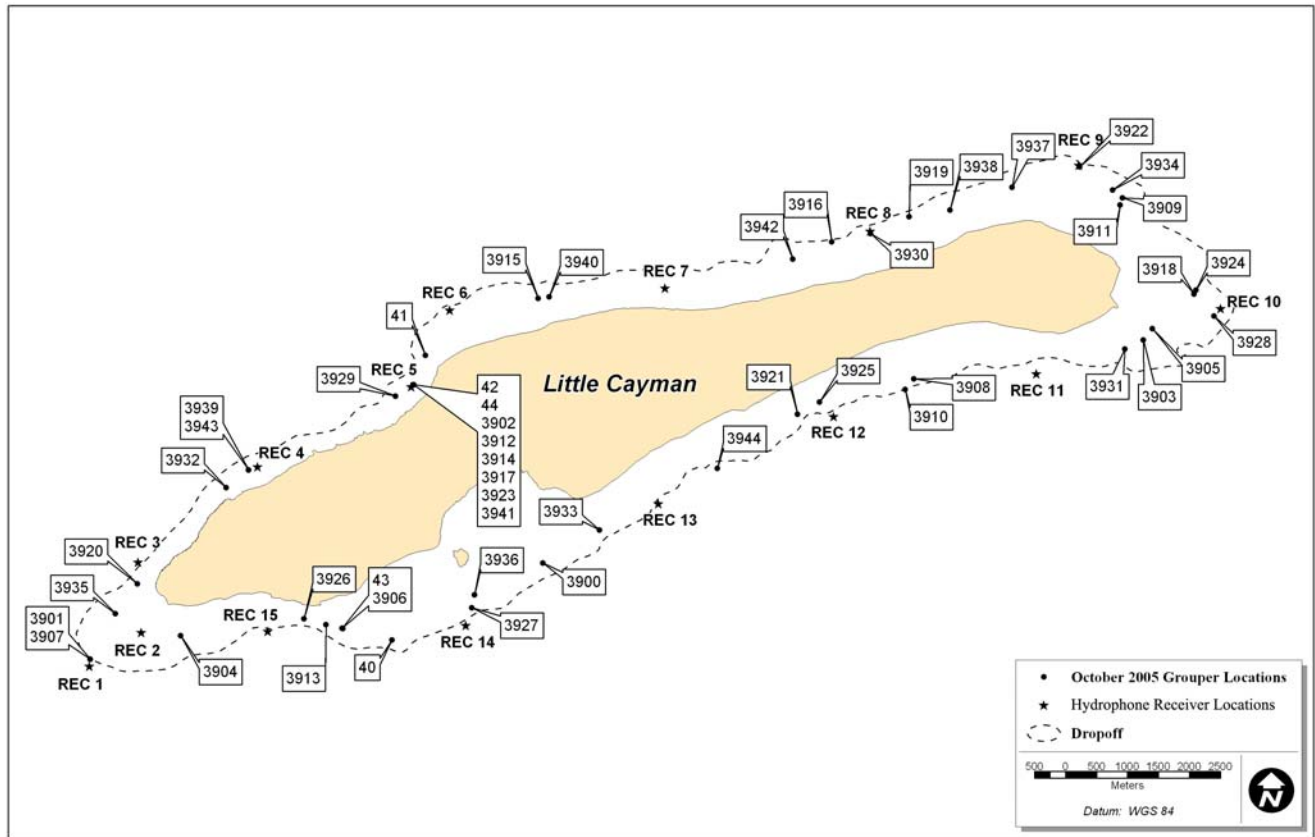 REC 9
3922
3937
3934
3938
3919
3909
3916
REC 8
3911
3942
3930
3915
3940
REC 7
3918
3924
REC 6
REC 10
41
3928
REC 5
3929
42
44
3902
3912
3914
3917
3923
3941
Little Cayman
3921
3925
3908
REC 11
3931
3905
3903
3910
REC 12
3939
3943
REC 4
3932
3944
3933
REC 13
REC 3
3920
3935
3926
43
3906
3936
3900
3901
3907
REC 15
3927
REC 2
REC 14
REC 1
3904
3913
40
October 2005 Grouper Locations
Hydrophone Receiver Locations
Dropoff
500 0 500 1000 1500 2000 2500
Meters
Datum: WGS 84
N